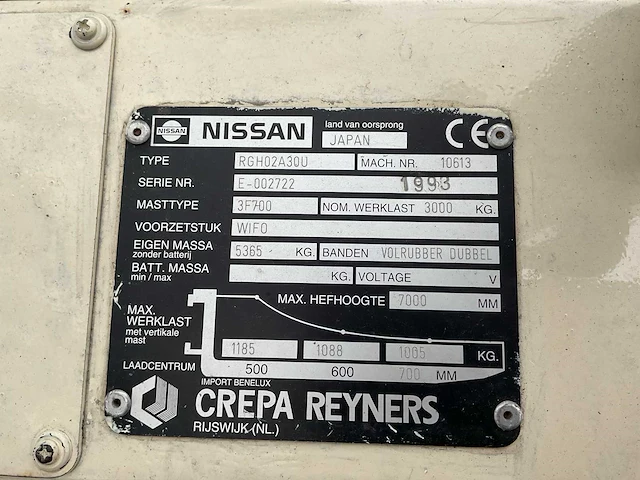 NISSAN NISSAN land van oorsprong JAPAN CE
TYPE RGH02A30U MACH. NR. 10613
SERIE NR. E-002722 1993
MASTTYPE 3F700 NOM. WERKLAST 3000 KG.
VOORZETSTUK WIFO
EIGEN MASSA zonder batterij 5365 KG. BANDEN VOLRUBBER DUBBEL
BATT. MASSA min / max KG. VOLTAGE V
MAX. HEFHOOGTE 7000 MM
MAX. WERKLAST met vertikale mast
1185 1088 1005 KG.
LAADCENTRUM 500 600 700 MM
IMPORT BENELUX
CREPA REYNERS
RIJSWIJK (NL.)